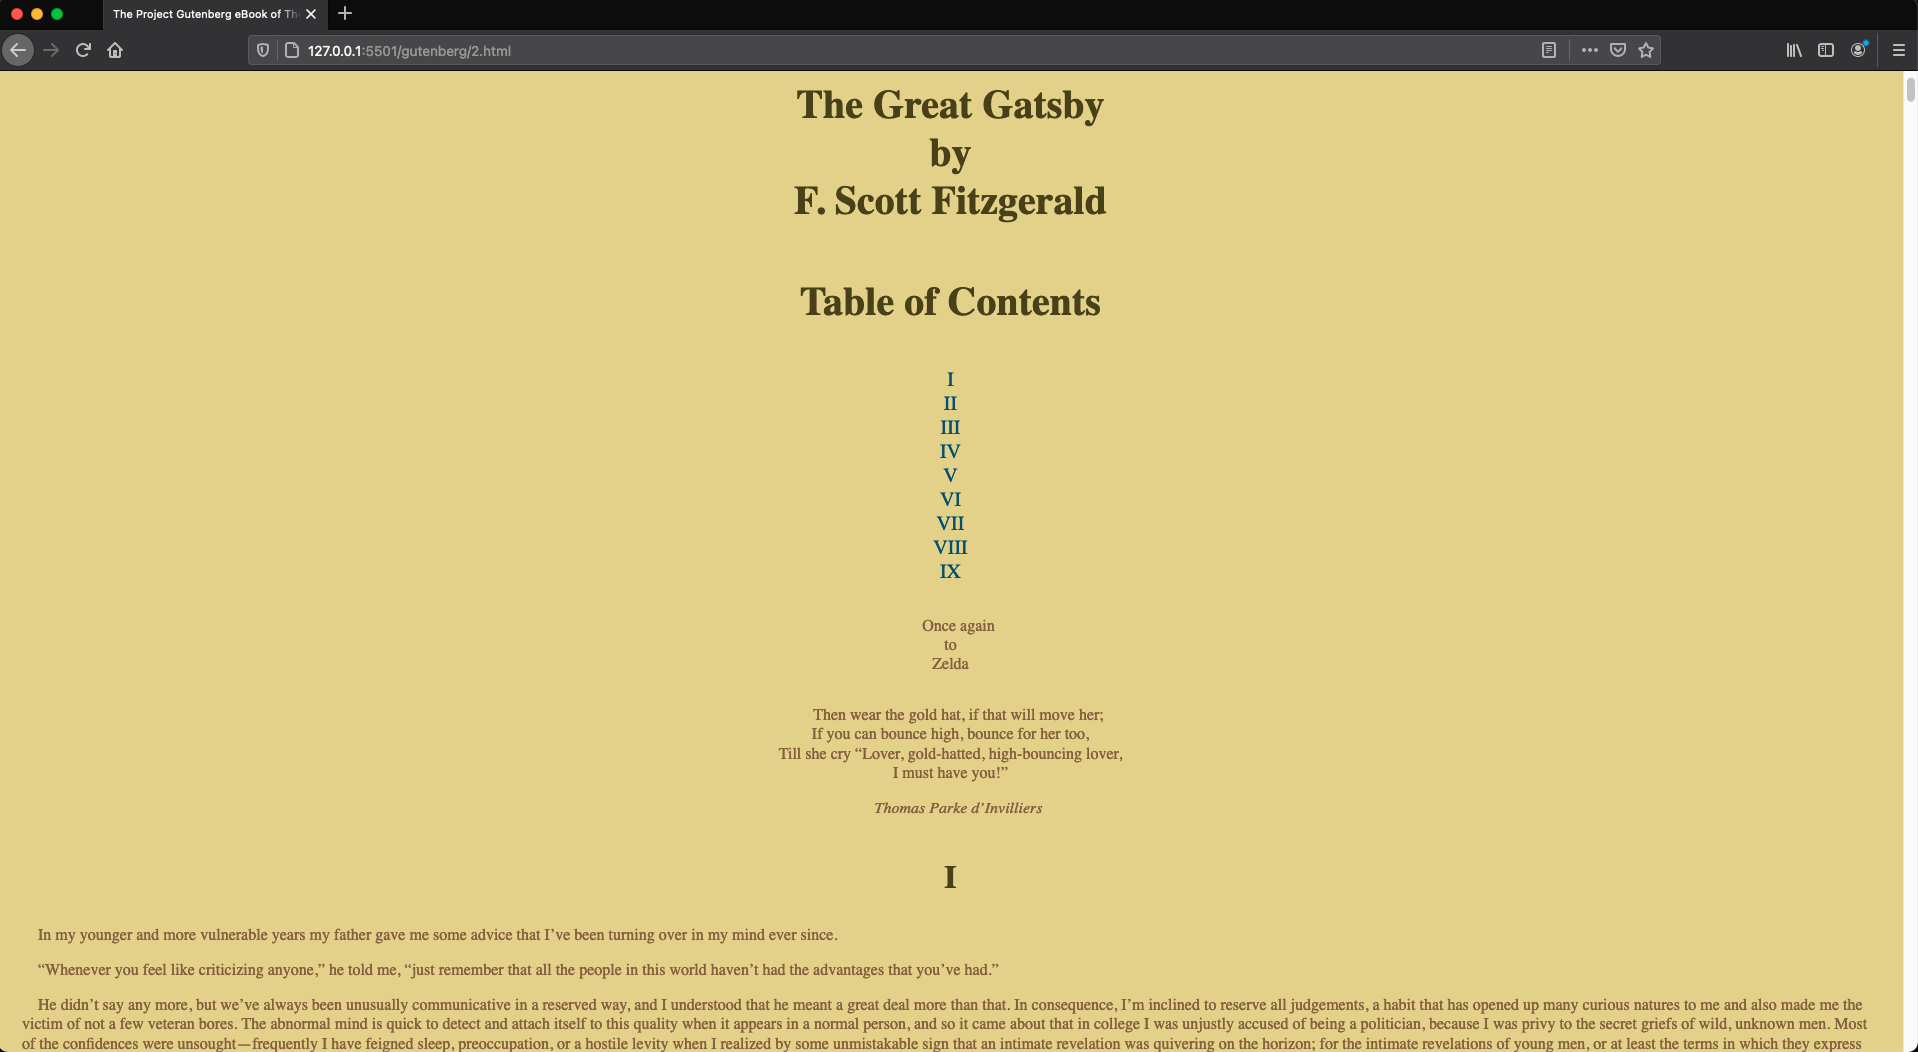 The Project Gutenberg eBook of Th
127.0.0.1:5501/gutenberg/2.html
The Great Gatsby
by
F. Scott Fitzgerald
Table of Contents
I
II
III
IV
V
VI
VII
VIII
IX
Once again
to
Zelda
Then wear the gold hat, if that will move her;
If you can bounce high, bounce for her too,
Till she cry “Lover, gold-hatted, high-bouncing lover,
I must have you!”
Thomas Parke d’Invilliers
I
In my younger and more vulnerable years my father gave me some advice that I’ve been turning over in my mind ever since.
“Whenever you feel like criticizing anyone,” he told me, “just remember that all the people in this world haven’t had the advantages that you’ve had.”
He didn’t say any more, but we’ve always been unusually communicative in a reserved way, and I understood that he meant a great deal more than that. In consequence, I’m inclined to reserve all judgements, a habit that has opened up many curious natures to me and also made me the
victim of not a few veteran bores. The abnormal mind is quick to detect and attach itself to this quality when it appears in a normal person, and so it came about that in college I was unjustly accused of being a politician, because I was privy to the secret griefs of wild, unknown men. Most
of the confidences were unsought—frequently I have feigned sleep, preoccupation, or a hostile levity when I realized by some unmistakable sign that an intimate revelation was quivering on the horizon; for the intimate revelations of young men, or at least the terms in which they express